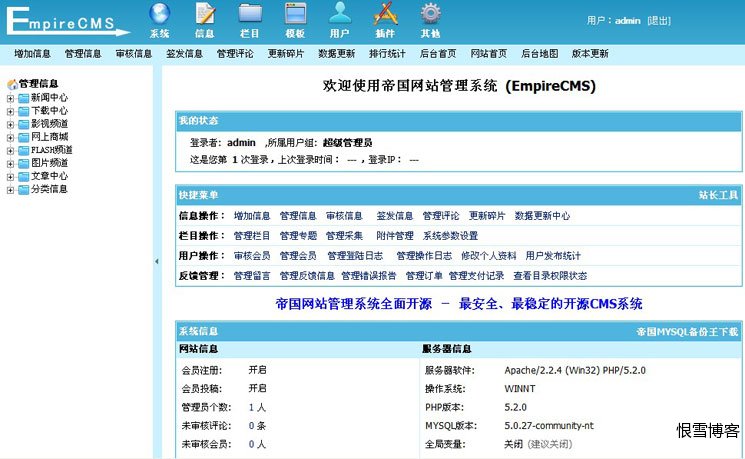 EmpireCMS
系统 信息 栏目 模板 用户 插件 其他
用户：admin [退出]
增加信息 管理信息 审核信息 签发信息 管理评论 更新碎片 数据更新 排行统计 后台首页 网站首页 后台地图 版本更新
管理信息
新闻中心
下载中心
影视频道
网上商城
FLASH频道
图片频道
文章中心
分类信息
欢迎使用帝国网站管理系统 (EmpireCMS)
我的状态
登录者: admin ,所属用户组: 超级管理员
这是您第 1 次登录，上次登录时间： --- ，登录IP： ---
快捷菜单 站长工具
信息操作： 增加信息 管理信息 审核信息 签发信息 管理评论 更新碎片 数据更新中心
栏目操作： 管理栏目 管理专题 管理采集 附件管理 系统参数设置
用户操作： 审核会员 管理会员 管理登陆日志 管理操作日志 修改个人资料 用户发布统计
反馈管理： 管理留言 管理反馈信息 管理错误报告 管理订单 管理支付记录 查看目录权限状态
帝国网站管理系统全面开源 － 最安全、最稳定的开源CMS系统
系统信息 帝国MYSQL备份王下载
网站信息 服务器信息
会员注册: 开启 服务器软件: Apache/2.2.4 (Win32) PHP/5.2.0
会员投稿: 开启 操作系统: WINNT
管理员个数: 1 人 PHP版本: 5.2.0
未审核评论: 0 条 MYSQL版本: 5.0.27-community-nt
未审核会员: 0 人 全局变量: 关闭 (建议关闭)
恨雪博客